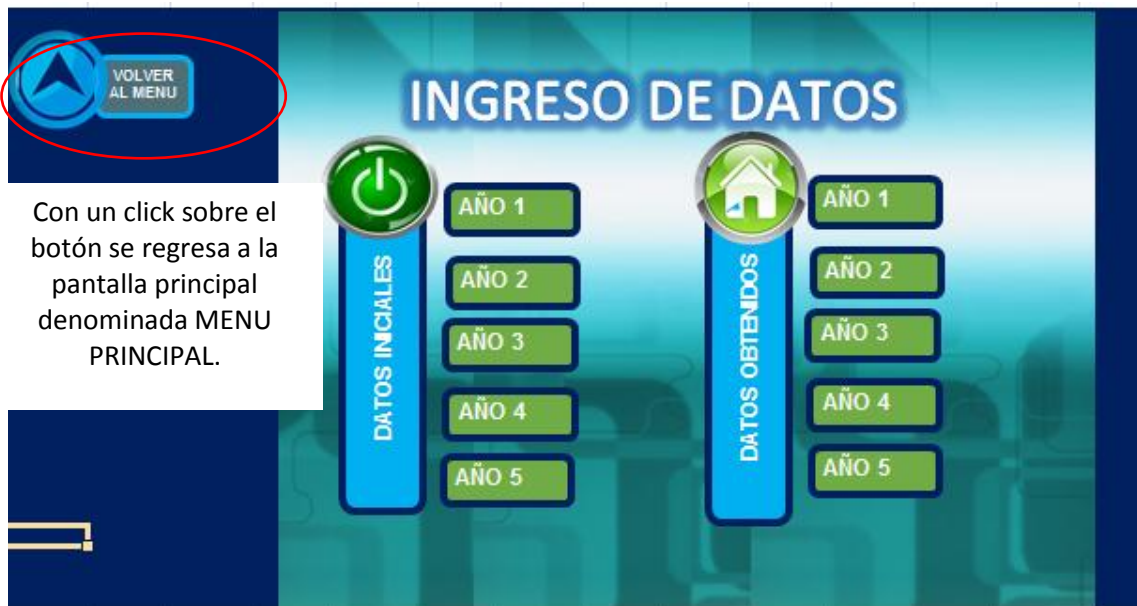 VOLVER
AL MENU
INGRESO DE DATOS
Con un click sobre el
botón se regresa a la
pantalla principal
denominada MENU
PRINCIPAL.
DATOS INICIALES
AÑO 1
AÑO 2
AÑO 3
AÑO 4
AÑO 5
DATOS OBTENIDOS
AÑO 1
AÑO 2
AÑO 3
AÑO 4
AÑO 5